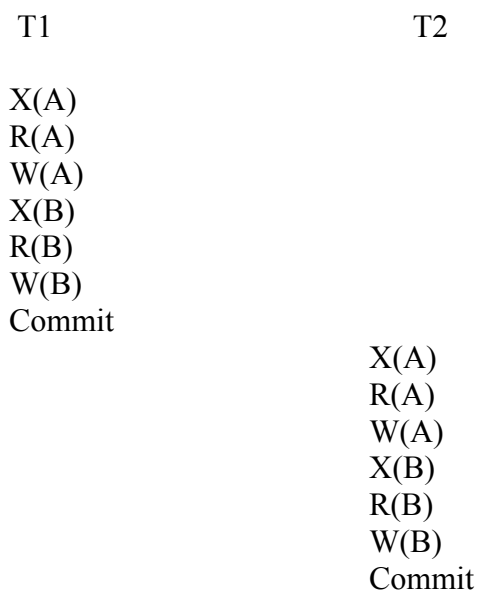 T1 T2
X(A)
R(A)
W(A)
X(B)
R(B)
W(B)
Commit
X(A)
R(A)
W(A)
X(B)
R(B)
W(B)
Commit